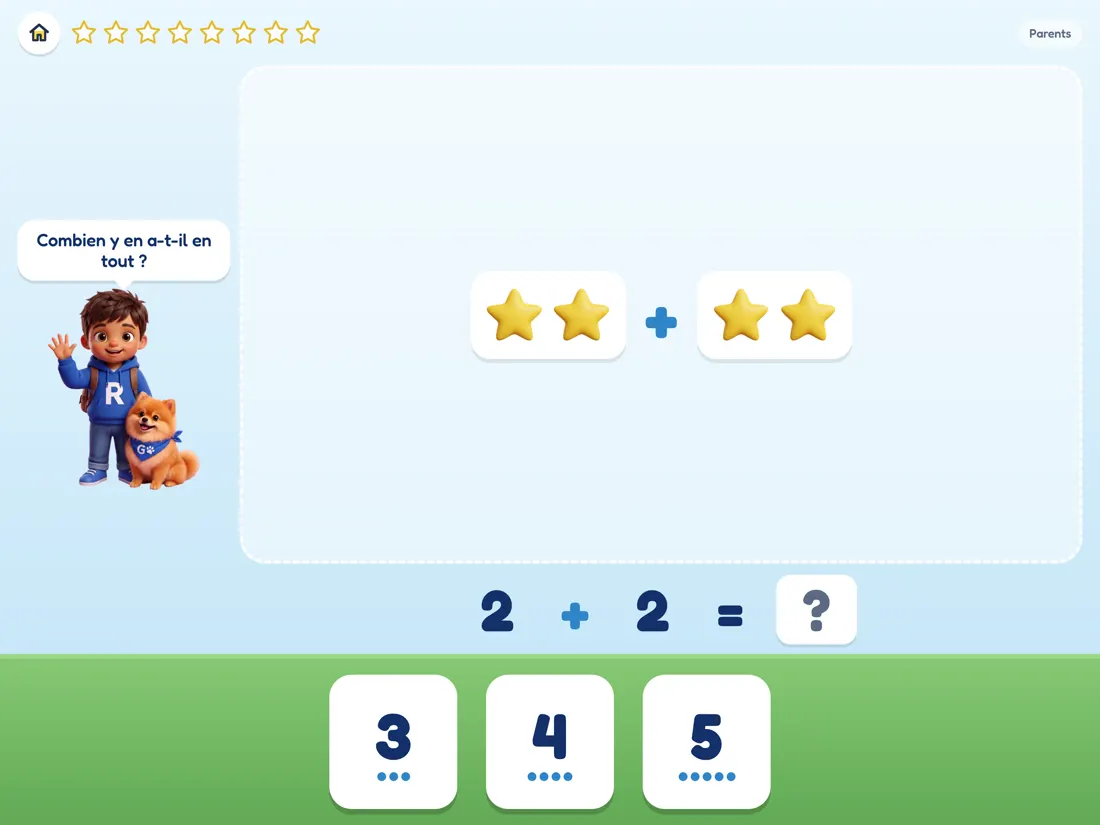 Parents
Combien y en a-t-il en
tout ?
R
G
2 + 2 = ?
3 4 5